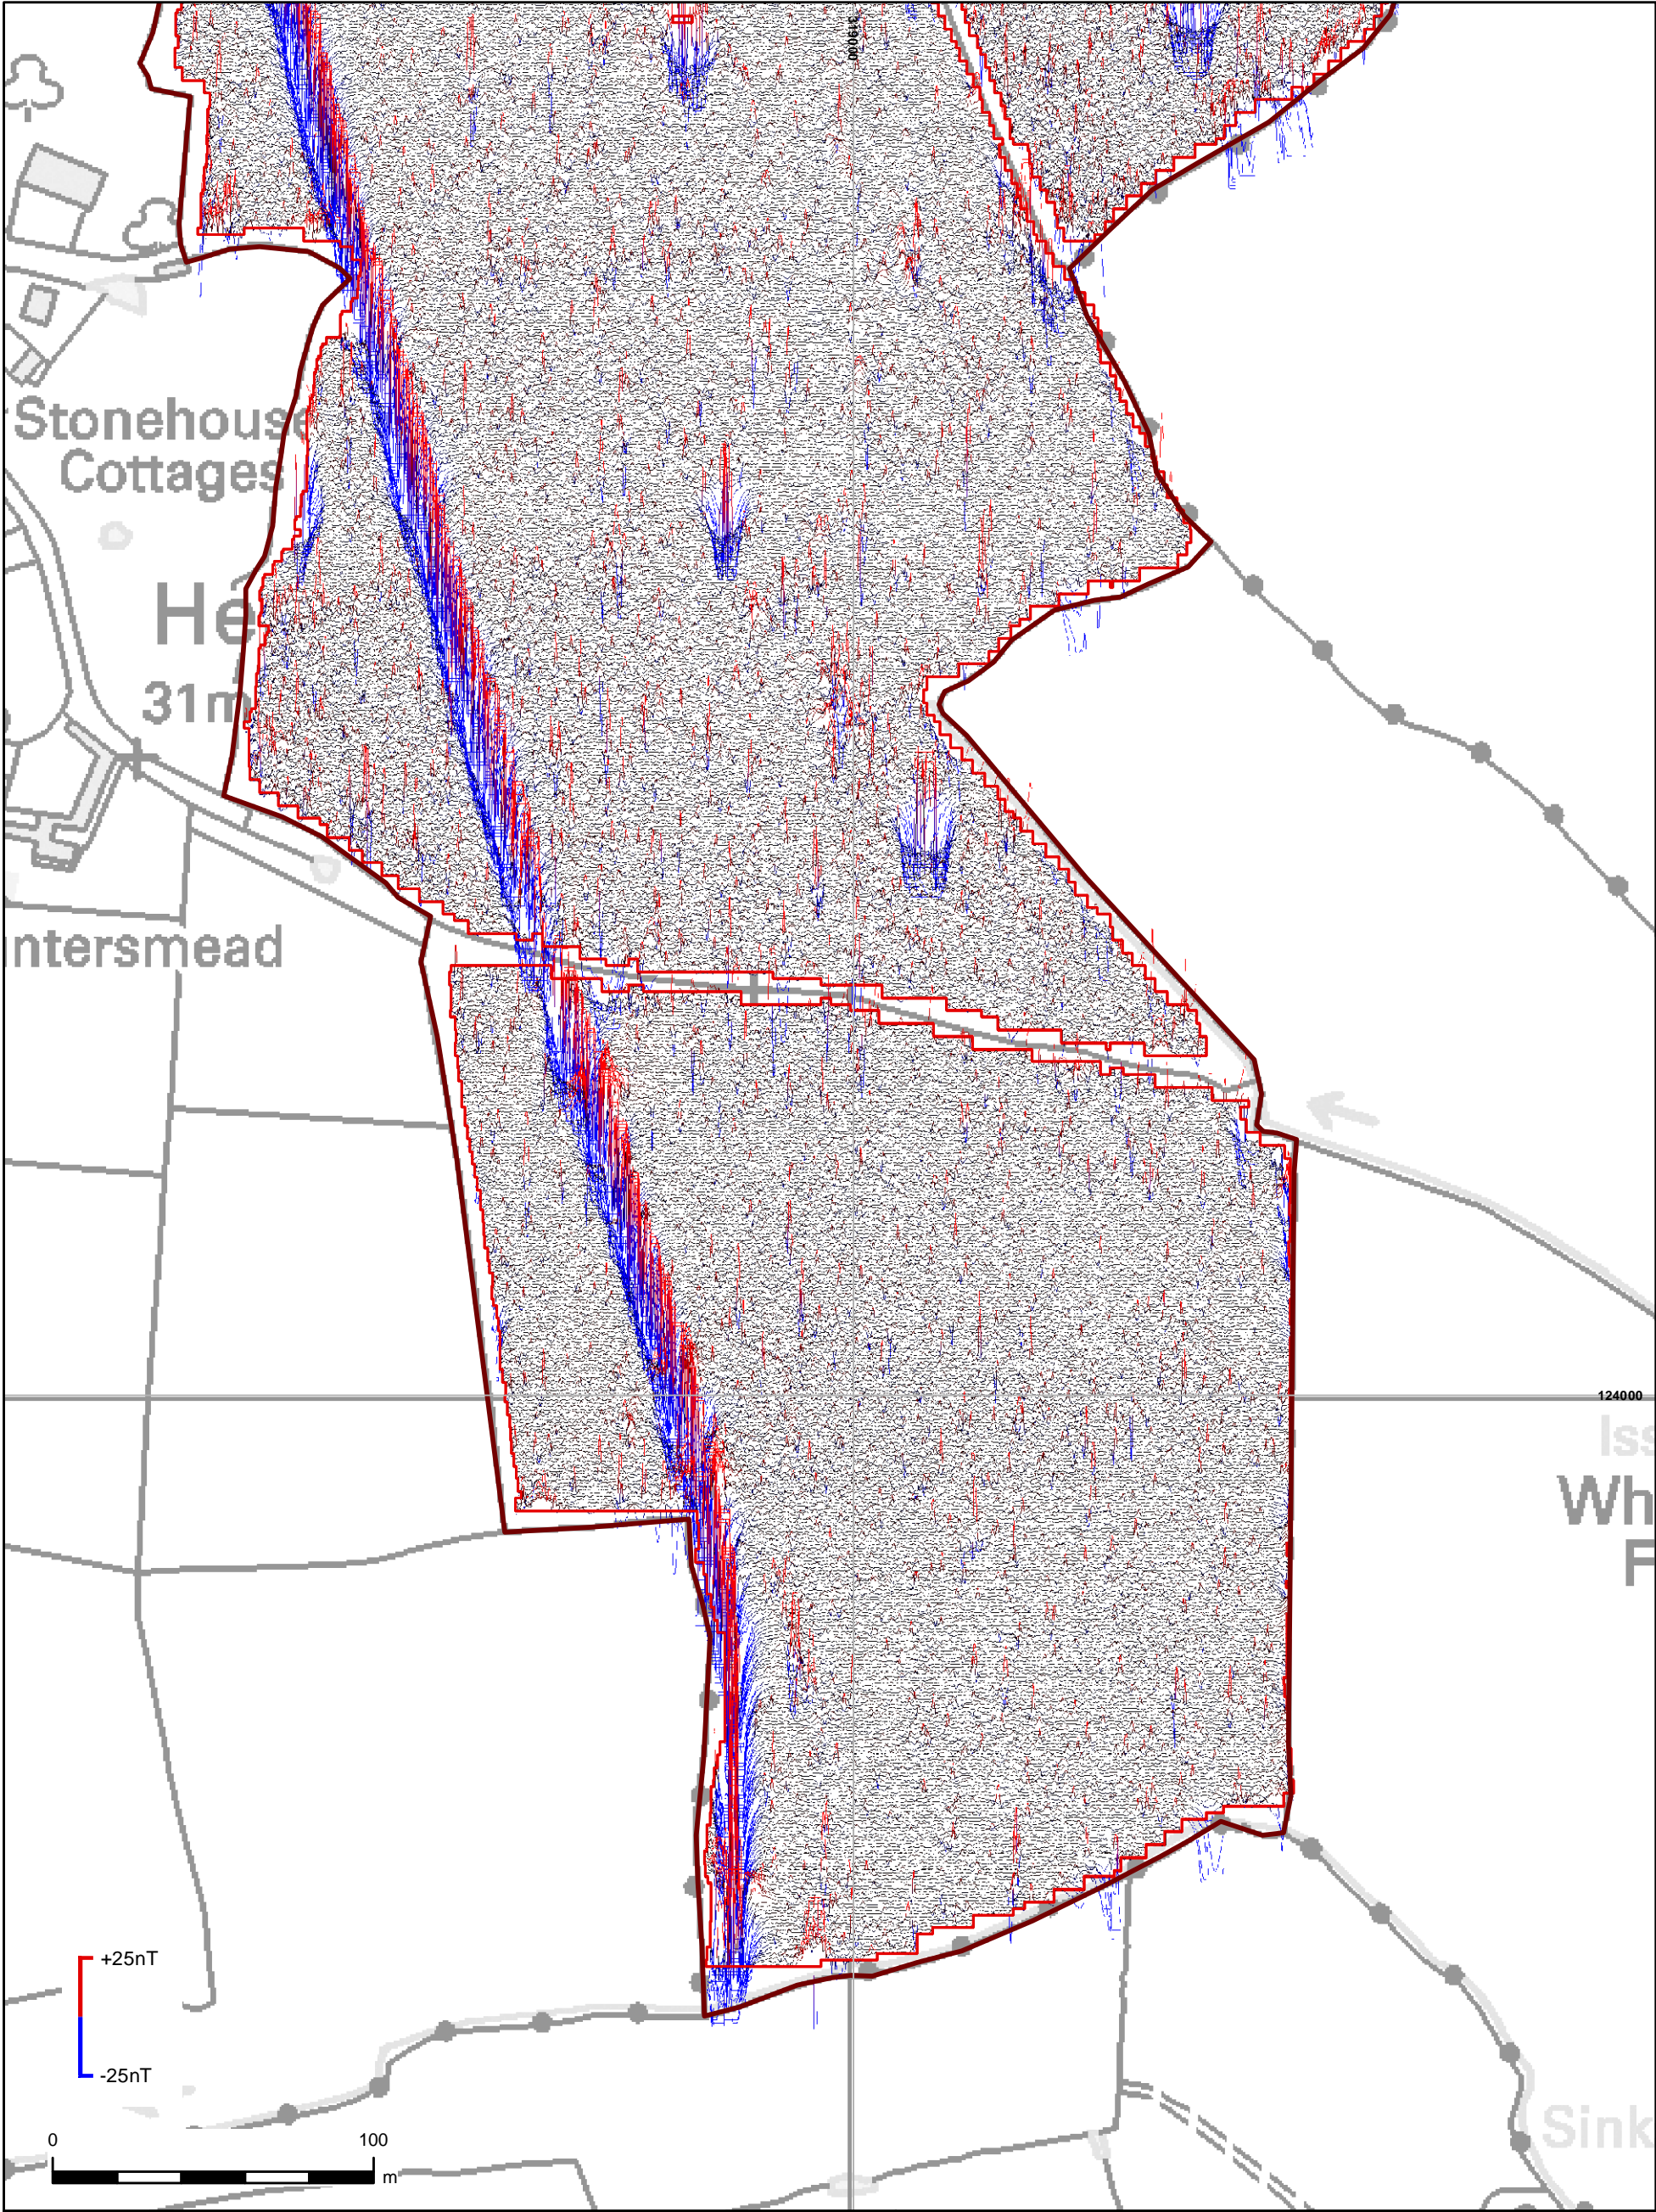 319000
Stonehouse
Cottages
He
31m
ntersmead
124000
Iss
Wh
F
+25nT
-25nT
0 100
m
Sink